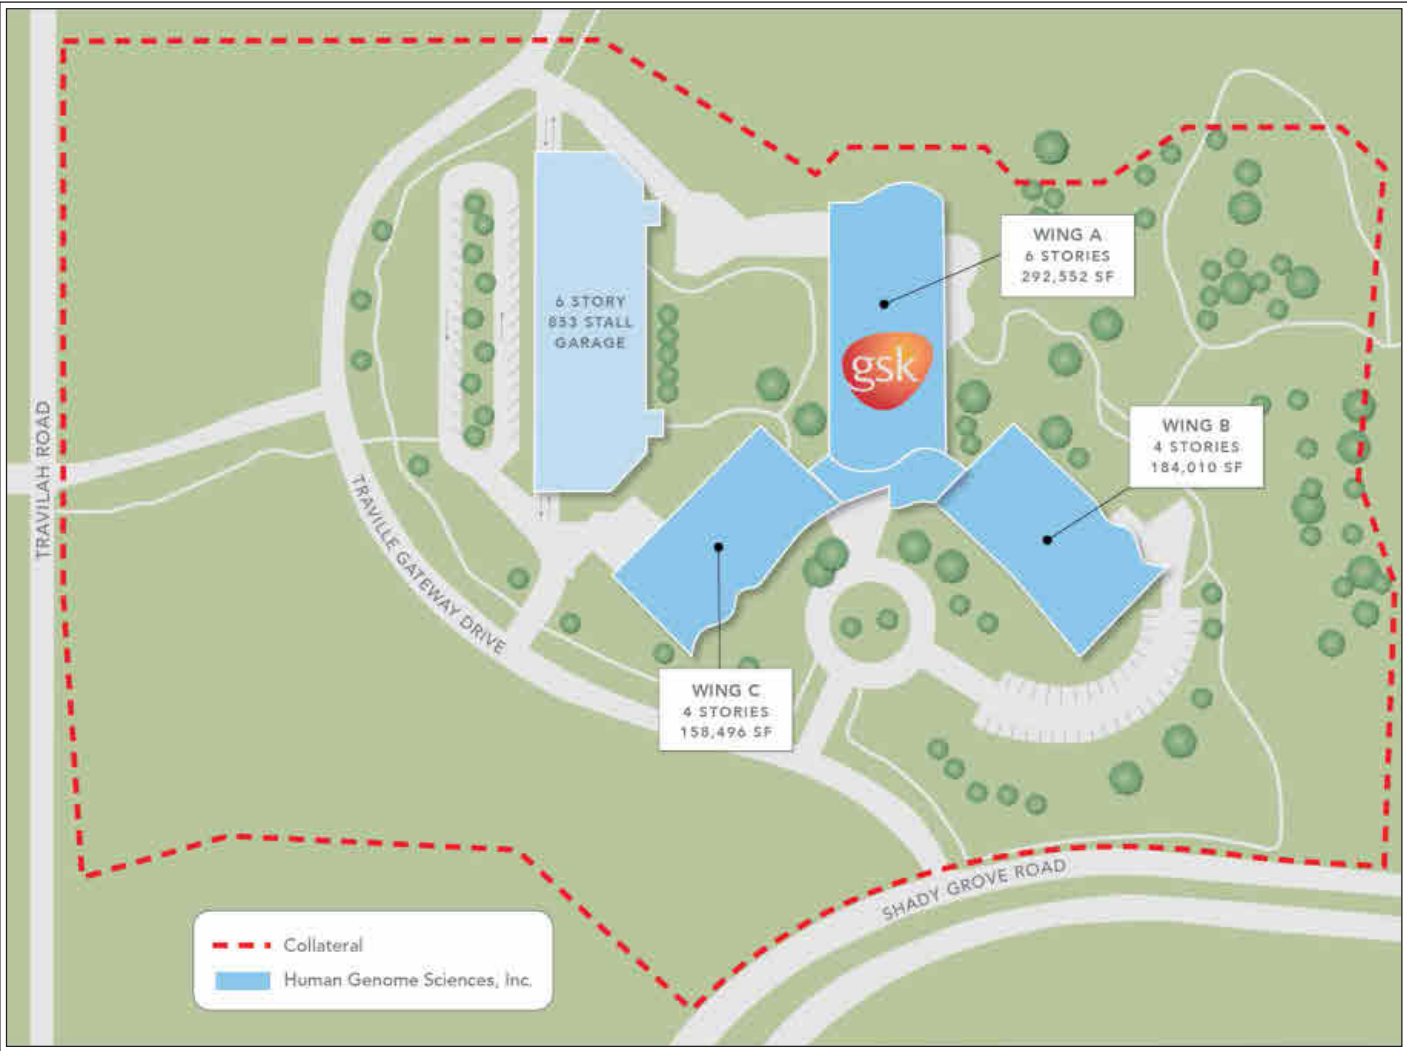 WING A
6 STORIES
292,552 SF
6 STORY
853 STALL
GARAGE
gsk
WING B
4 STORIES
184,010 SF
TRAVILAH ROAD
TRAVILLE GATEWAY DRIVE
WING C
4 STORIES
158,496 SF
SHADY GROVE ROAD
Collateral
Human Genome Sciences, Inc.